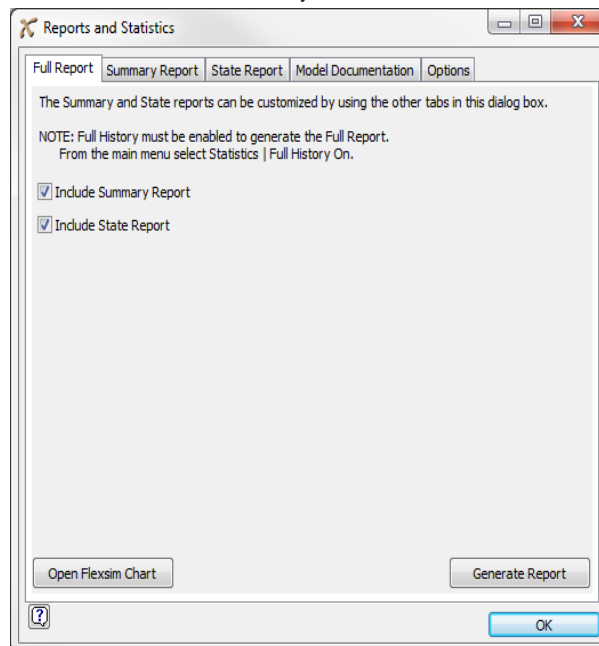 Reports and Statistics
Full Report Summary Report State Report Model Documentation Options
The Summary and State reports can be customized by using the other tabs in this dialog box.
NOTE: Full History must be enabled to generate the Full Report.
From the main menu select Statistics | Full History On.
Include Summary Report
Include State Report
Open Flexsim Chart Generate Report
? OK